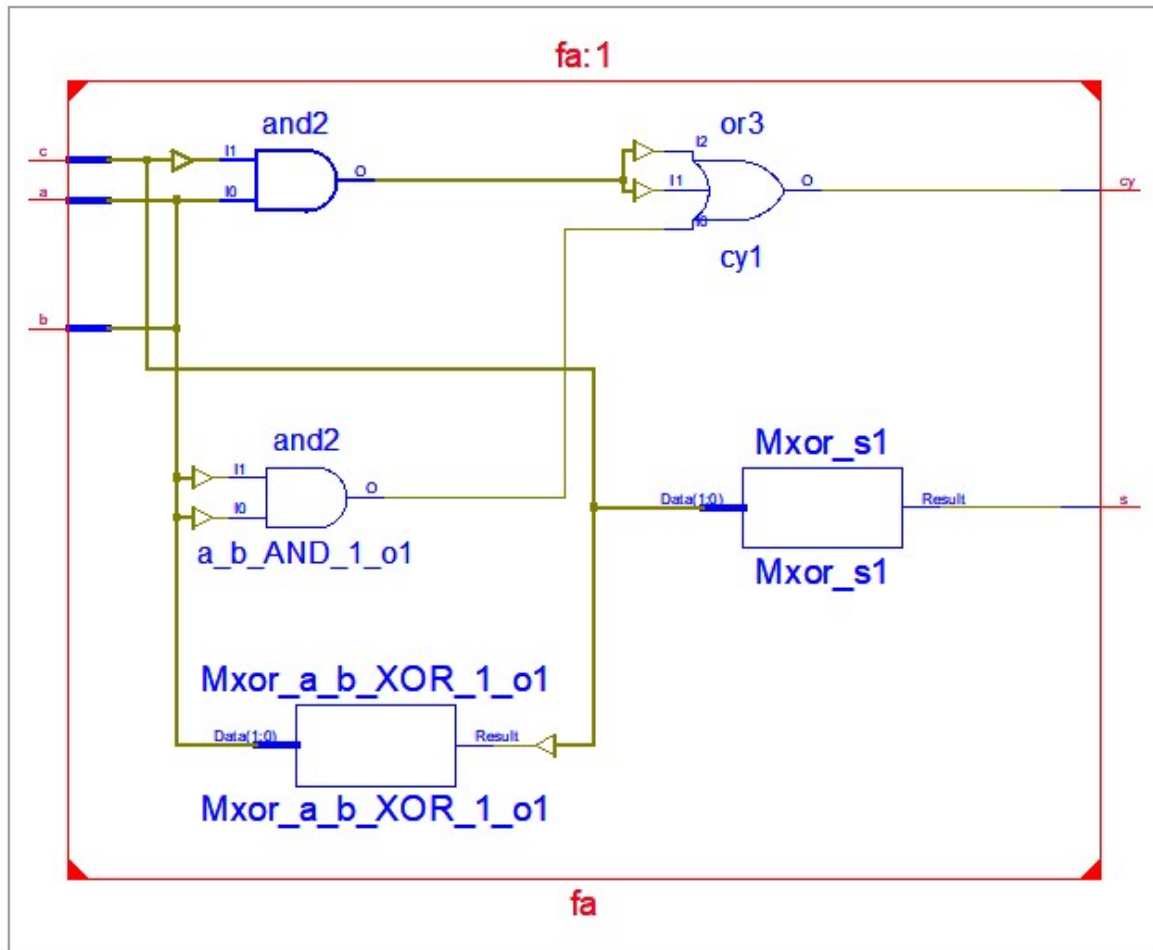 fa:1
and2
or3
c
I1
O
I2
a
I0
I1
O
cy
I0
b
cy1
and2
I1
O
I0
a_b_AND_1_o1
Mxor_s1
Data(1:0)
Result
s
Mxor_s1
Mxor_a_b_XOR_1_o1
Data(1:0)
Result
Mxor_a_b_XOR_1_o1
fa